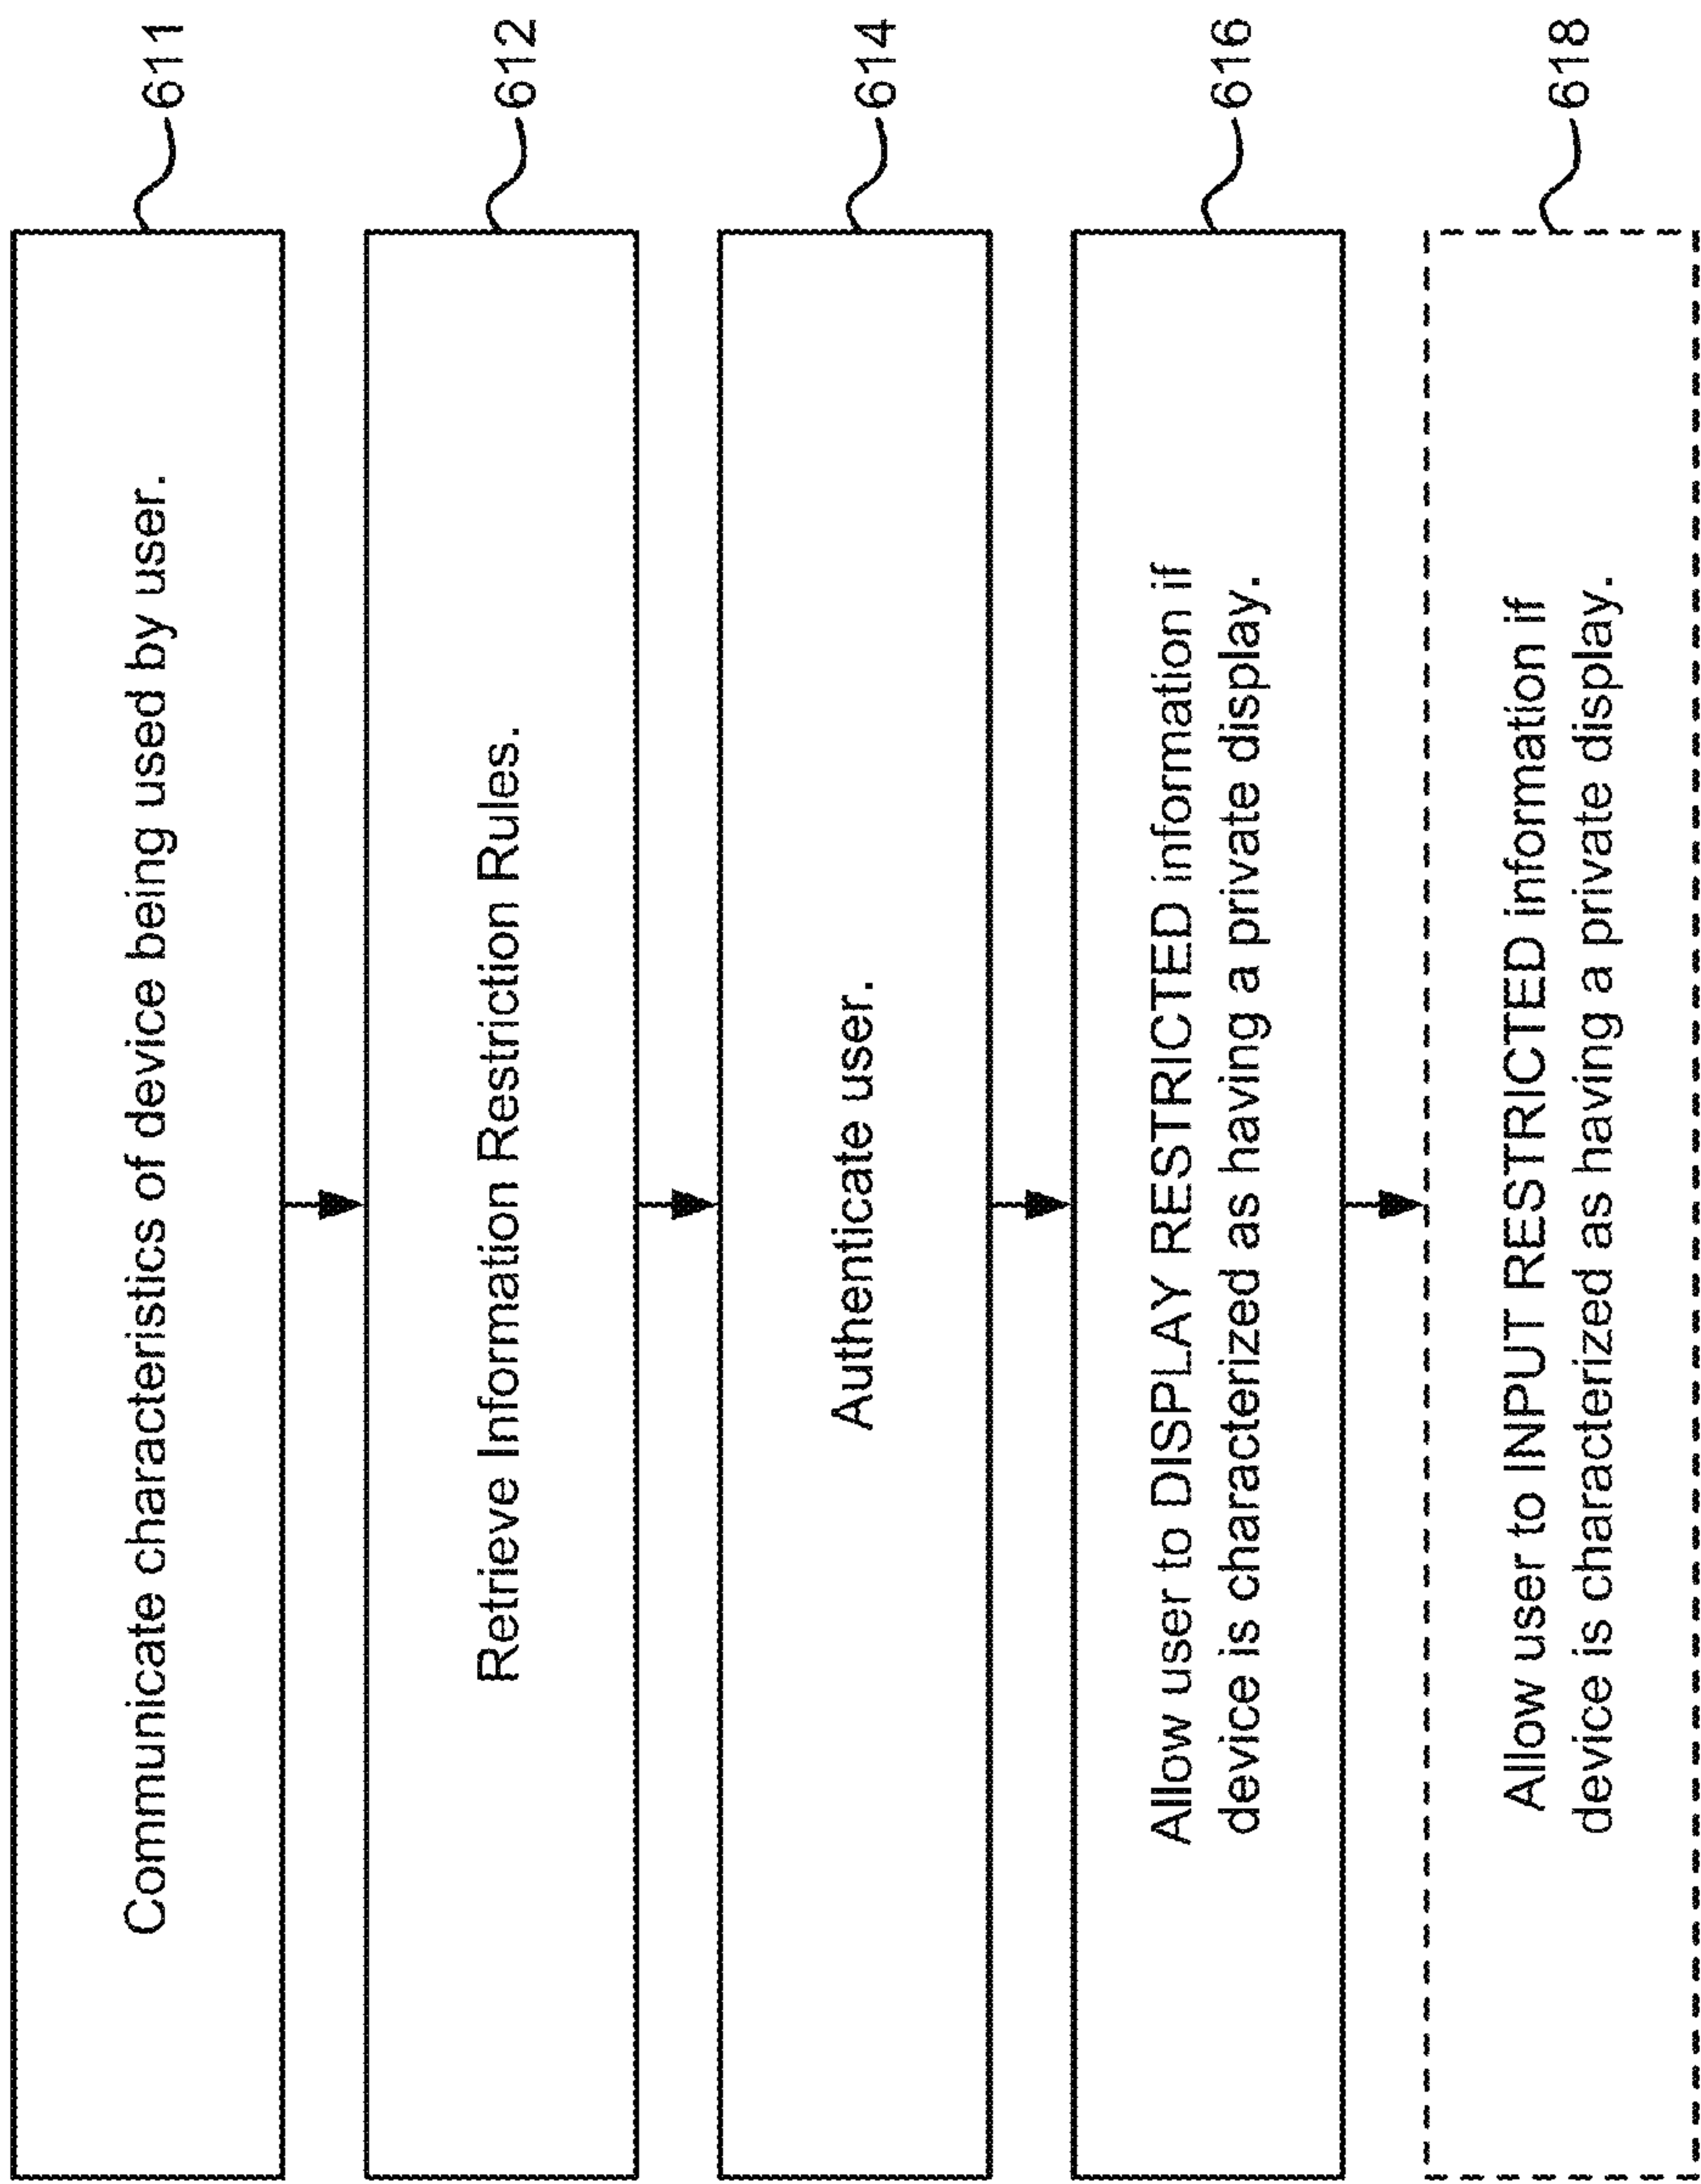 Communicate characteristics of device being used by user.
611
Retrieve Information Restriction Rules.
612
Authenticate user.
614
Allow user to DISPLAY RESTRICTED information if
device is characterized as having a private display.
616
Allow user to INPUT RESTRICTED information if
device is characterized as having a private display.
618